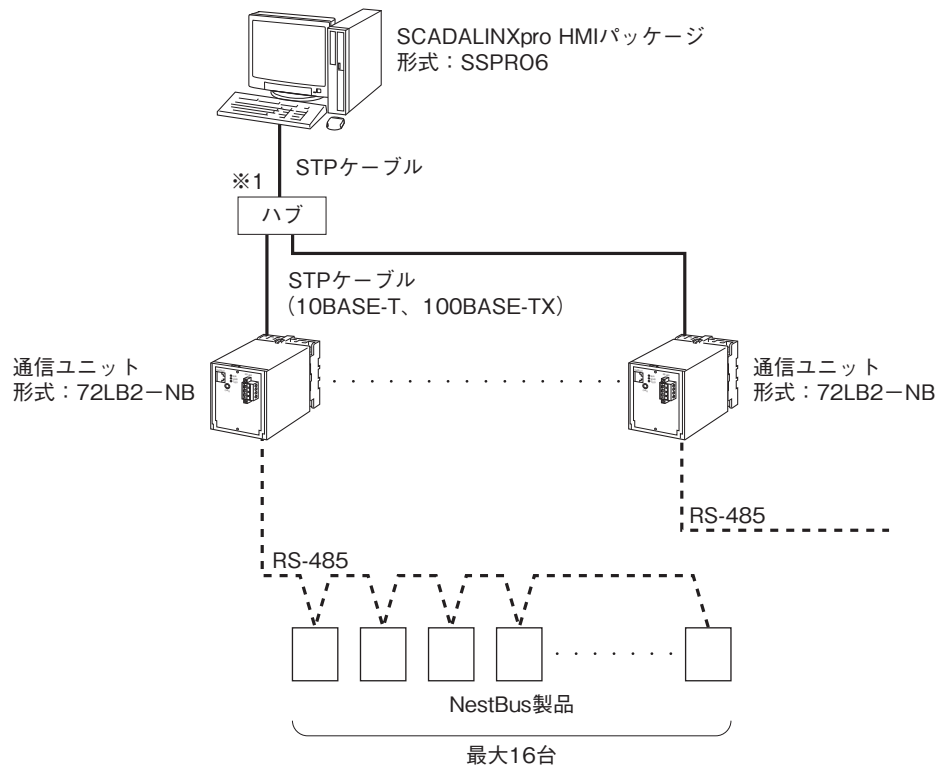 SCADALINXpro HMIパッケージ
形式：SSPRO6
STPケーブル
※1
ハブ
STPケーブル
（10BASE-T、100BASE-TX）
通信ユニット
形式：72LB2－NB
通信ユニット
形式：72LB2－NB
RS-485
RS-485
NestBus製品
最大16台